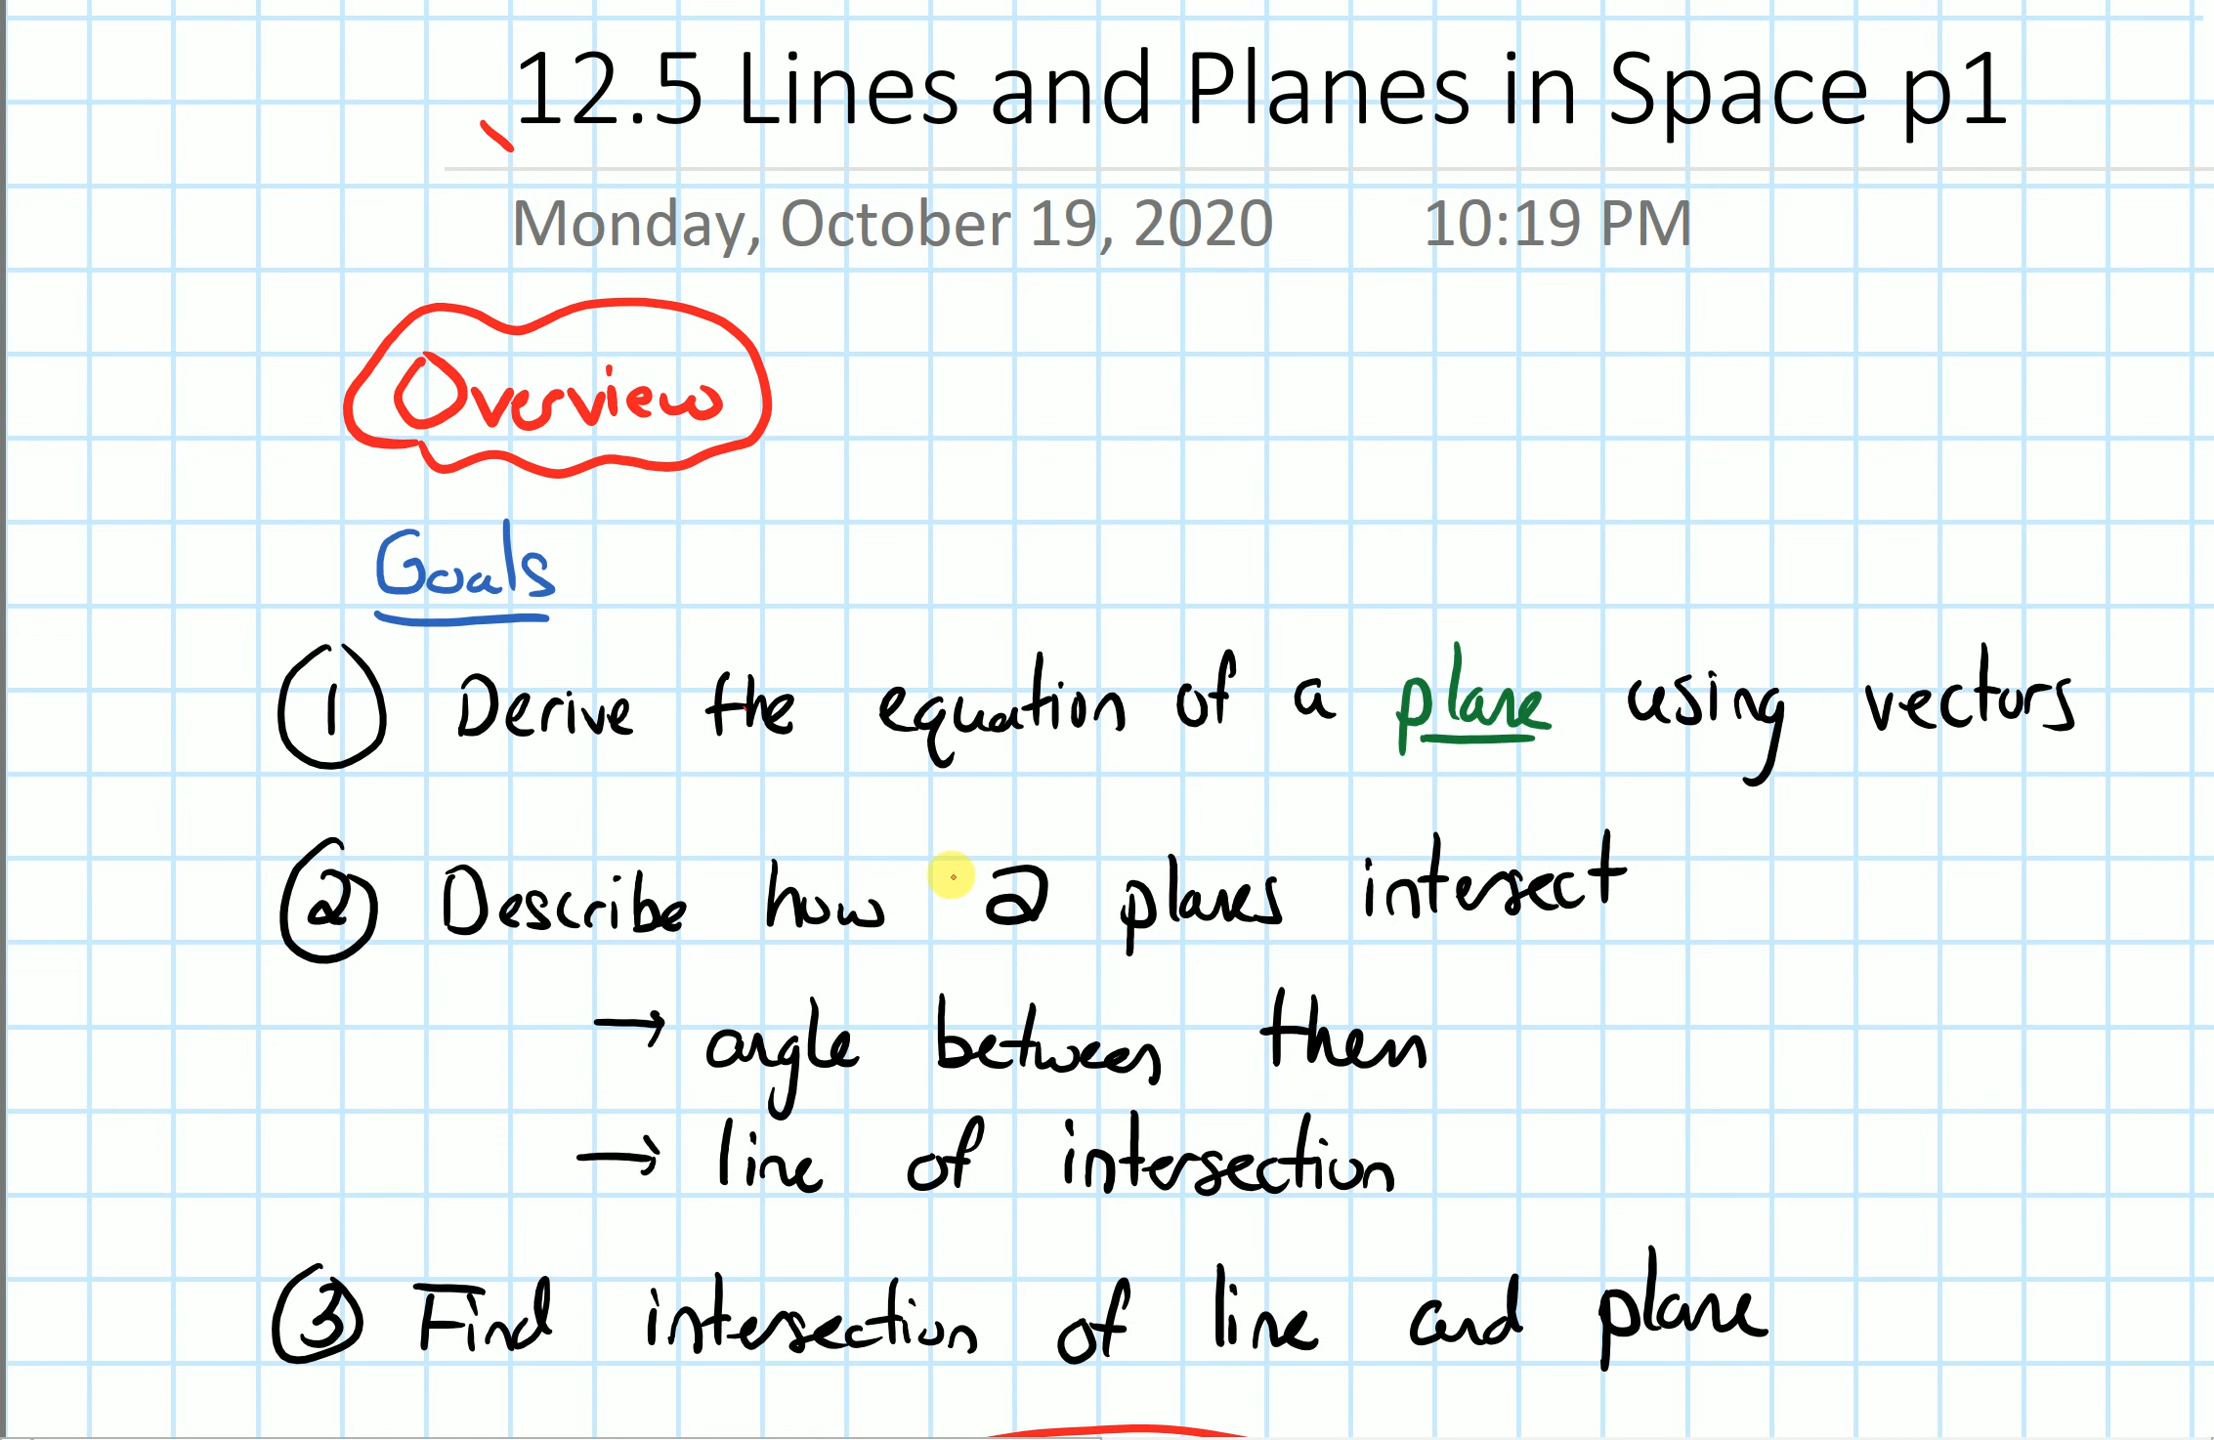 12.5 Lines and Planes in Space p1
Monday, October 19, 2020 10:19 PM
Overview
Goals
1 Derive the equation of a plane using vectors
2 Describe how 2 planes intersect
→ angle between them
→ line of intersection
3 Find intersection of line and plane